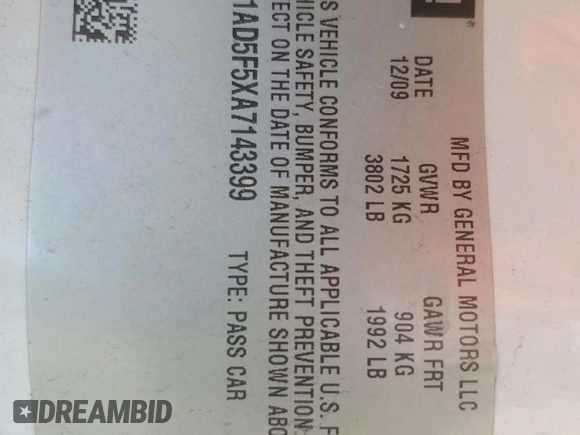 ®
MFD BY GENERAL MOTORS LLC
DATE GVWR GAWR FRT
12/09 1725 KG 904 KG
3802 LB 1992 LB
S VEHICLE CONFORMS TO ALL APPLICABLE U.S. F
HICLE SAFETY, BUMPER, AND THEFT PREVENTION
ECT ON THE DATE OF MANUFACTURE SHOWN ABO
1AD5F5XA7143399 TYPE: PASS CAR
DREAMBID